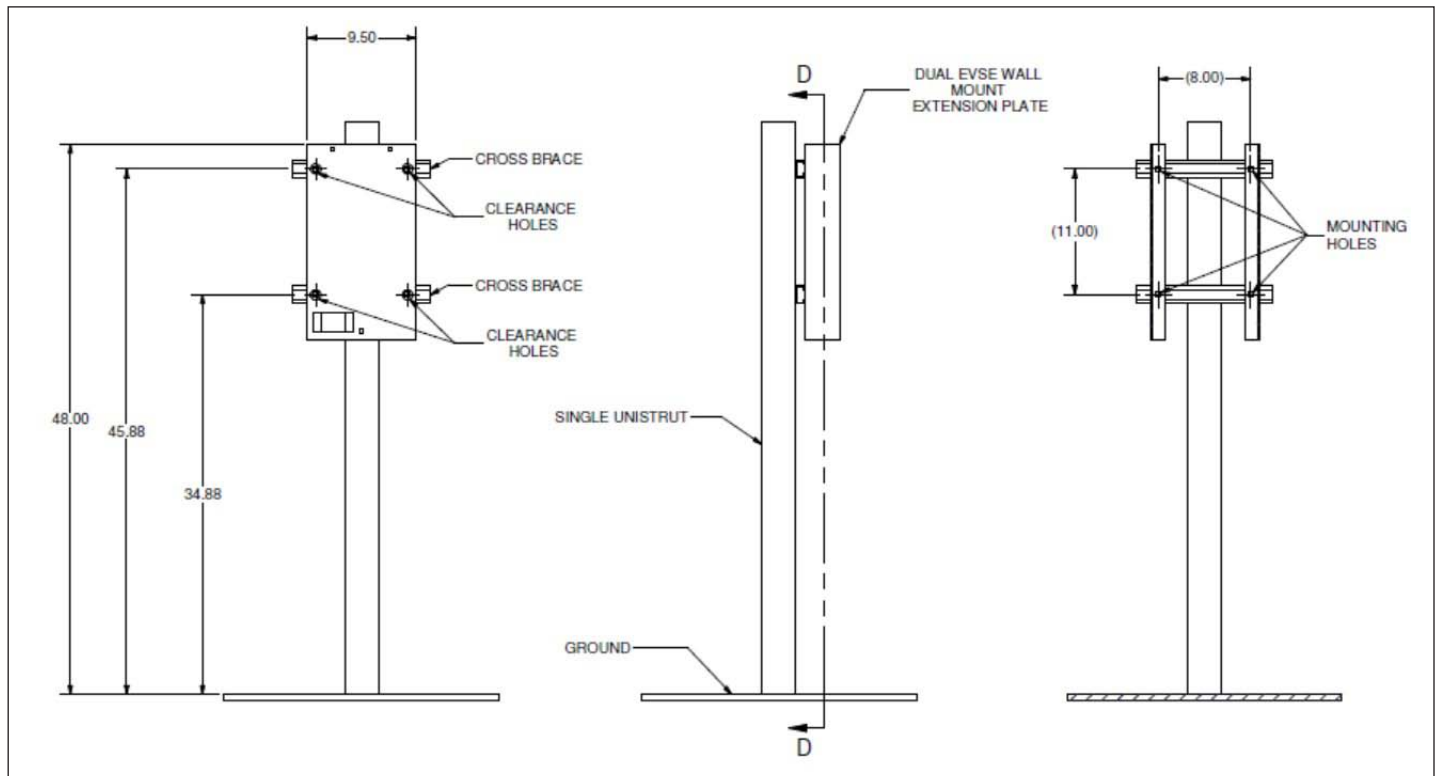 9.50
CROSS BRACE
CLEARANCE
HOLES
CROSS BRACE
CLEARANCE
HOLES
48.00
45.88
34.88
D
DUAL EVSE WALL
MOUNT
EXTENSION PLATE
SINGLE UNISTRUT
GROUND
D
(8.00)
(11.00)
MOUNTING
HOLES